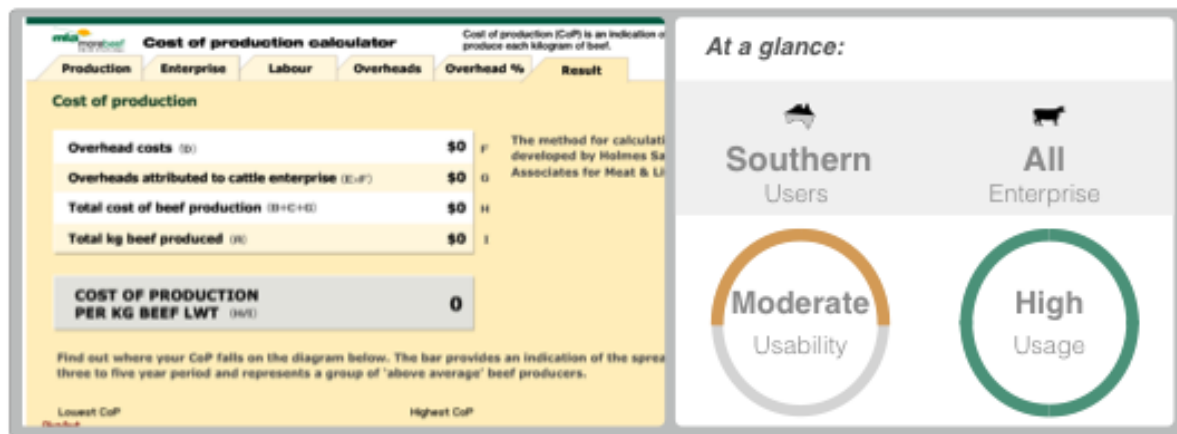 mla
morebeef
Cost of production calculator
Cost of production (CoP) is an indication o
produce each kilogram of beef.
Production
Enterprise
Labour
Overheads
Overhead %
Result
Cost of production
Overhead costs (D) $0 F
Overheads attributed to cattle enterprise (E×F) $0 G
Total cost of beef production (B+C+G) $0 H
Total kg beef produced $0 I
The method for calculati
developed by Holmes Sa
Associates for Meat & Li
COST OF PRODUCTION
PER KG BEEF LWT (H/I) 0
Find out where your CoP falls on the diagram below. The bar provides an indication of the sprea
three to five year period and represents a group of 'above average' beef producers.
Lowest CoP
Highest CoP
At a glance:
Southern
Users
All
Enterprise
Moderate
Usability
High
Usage